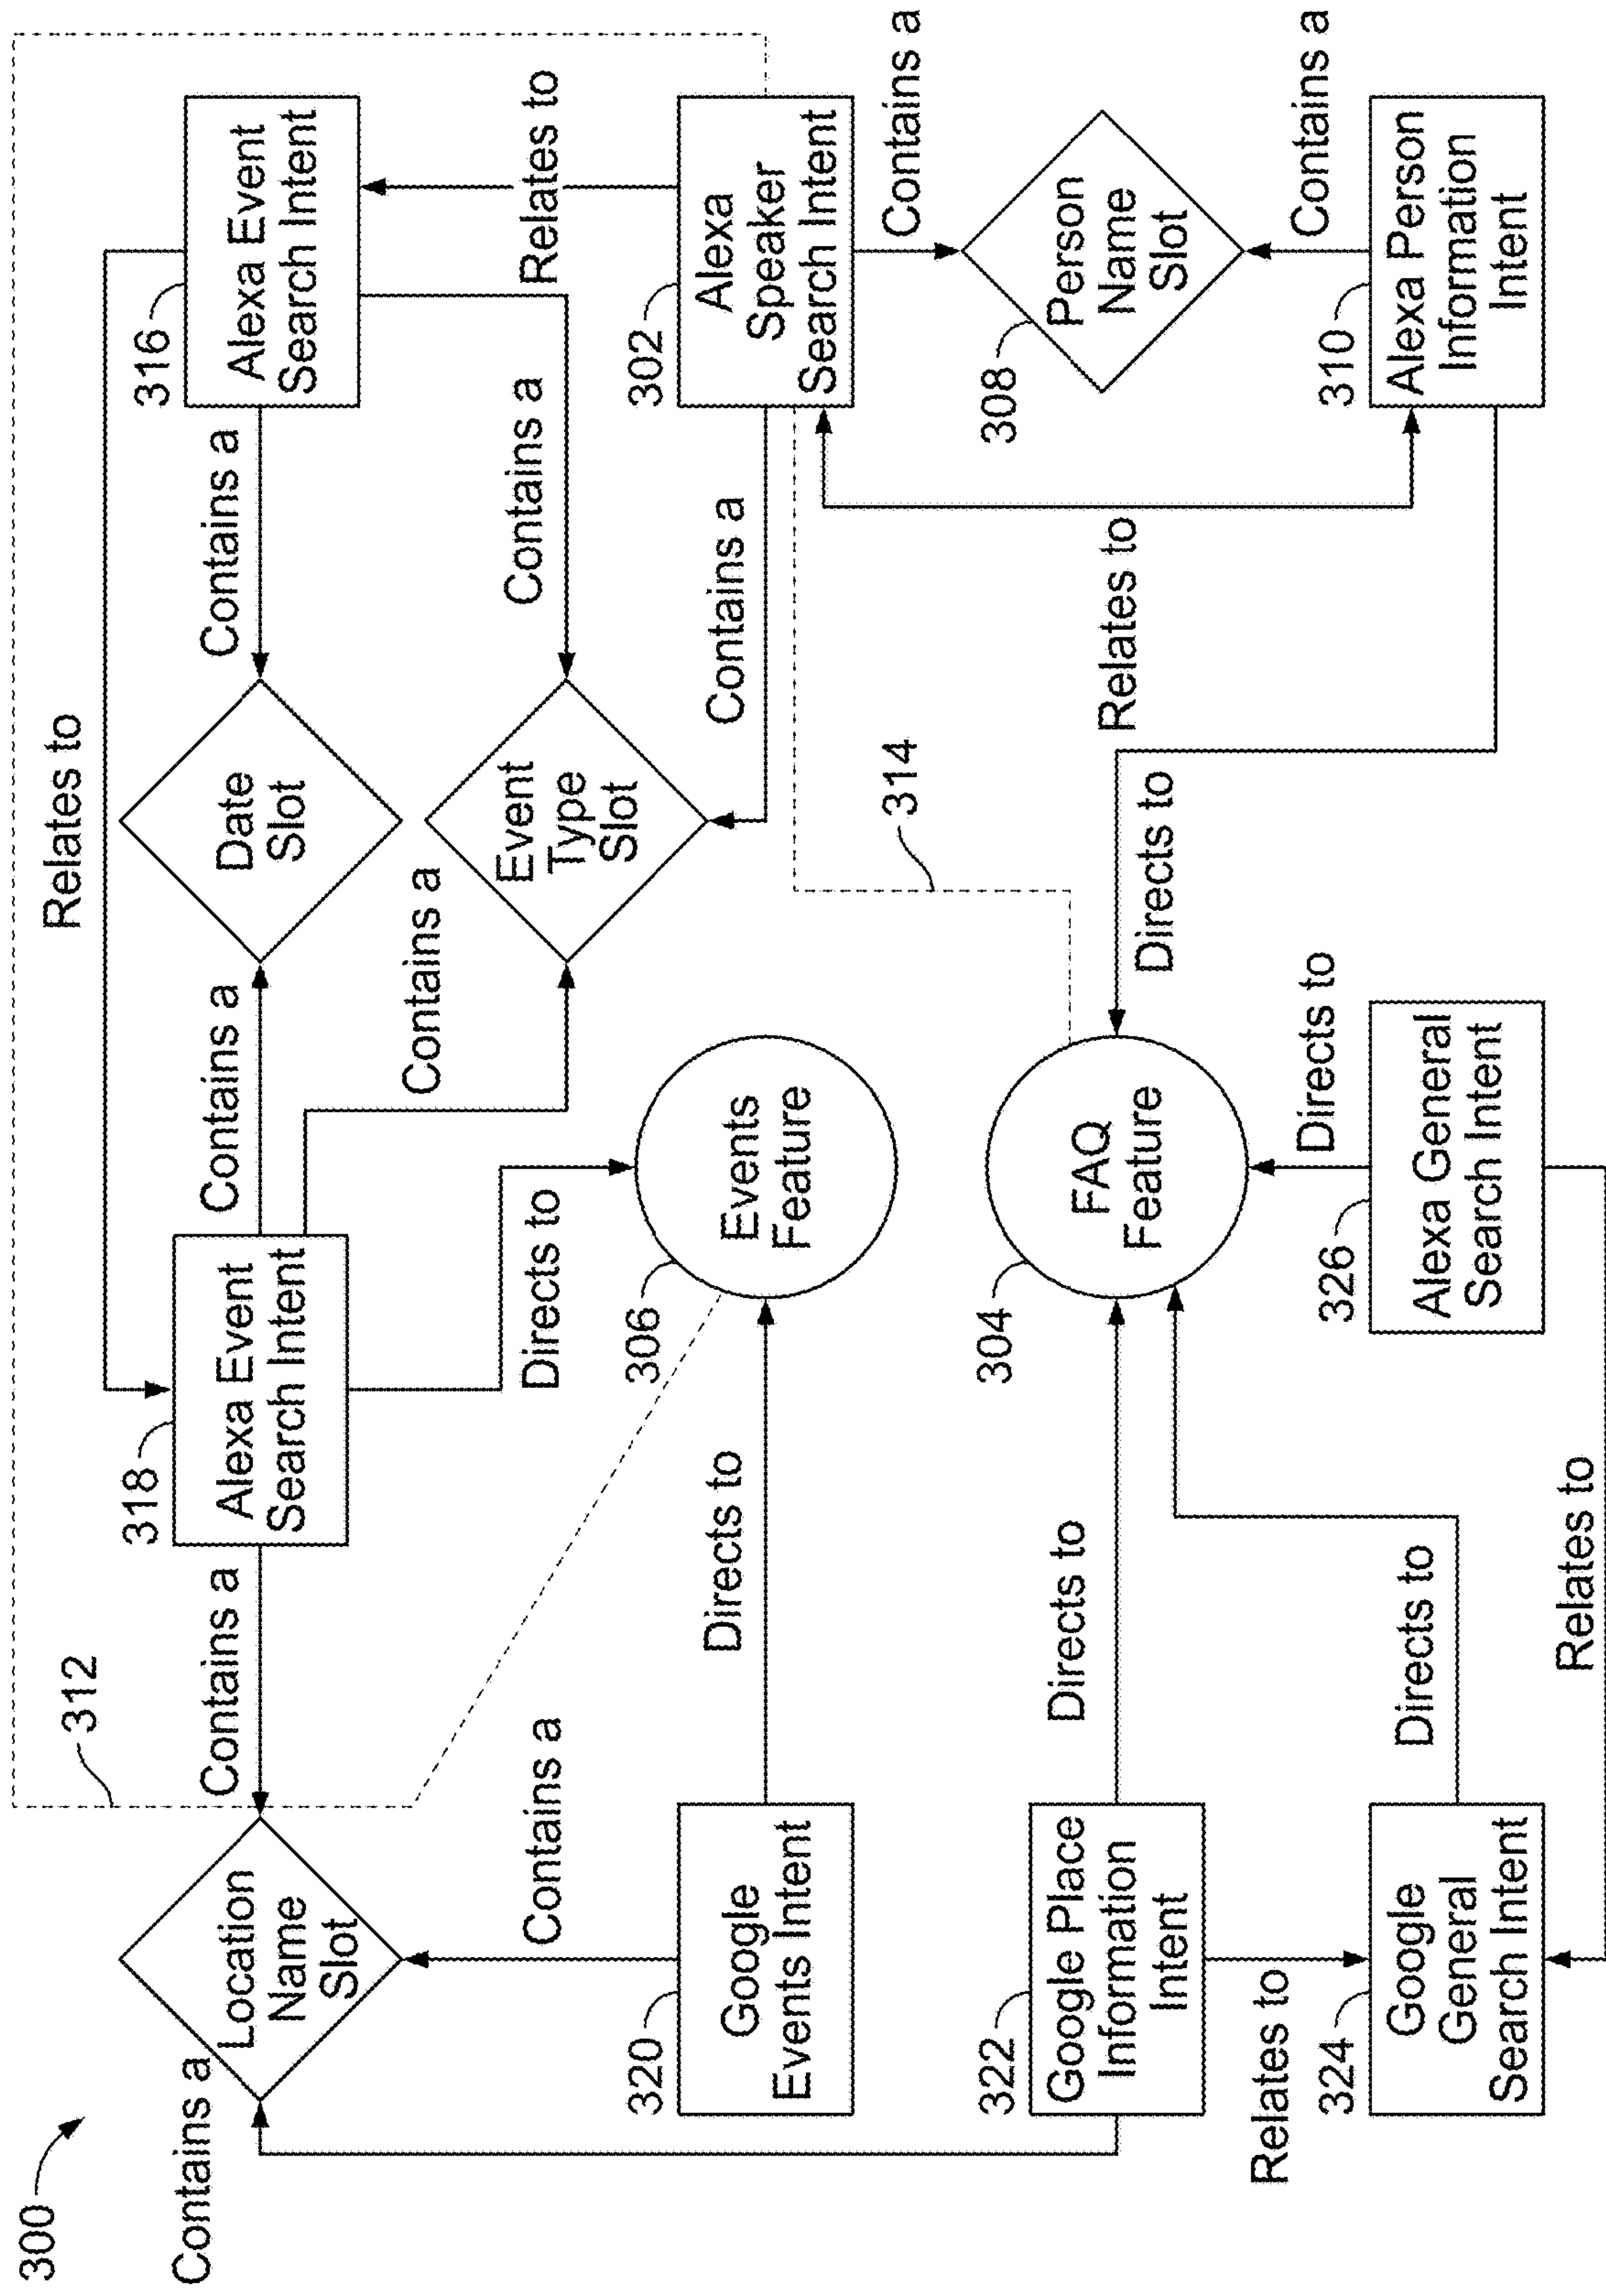 300
Contains a
Location
Name
Slot
312
Contains a
318
Alexa Event
Search Intent
Contains a
Relates to
Date
Slot
Contains a
316
Alexa Event
Search Intent
Contains a
Directs to
Contains a
Event
Type
Slot
Contains a
Relates to
320
Google
Events Intent
Directs to
306
Events
Feature
Contains a
302
Alexa
Speaker
Search Intent
Contains a
314
322
Google Place
Information
Intent
Directs to
304
FAQ
Feature
Directs to
Relates to
308
Person
Name
Slot
Relates to
324
Google
General
Search Intent
Directs to
Relates to
326
Alexa General
Search Intent
Directs to
310
Alexa Person
Information
Intent
Contains a